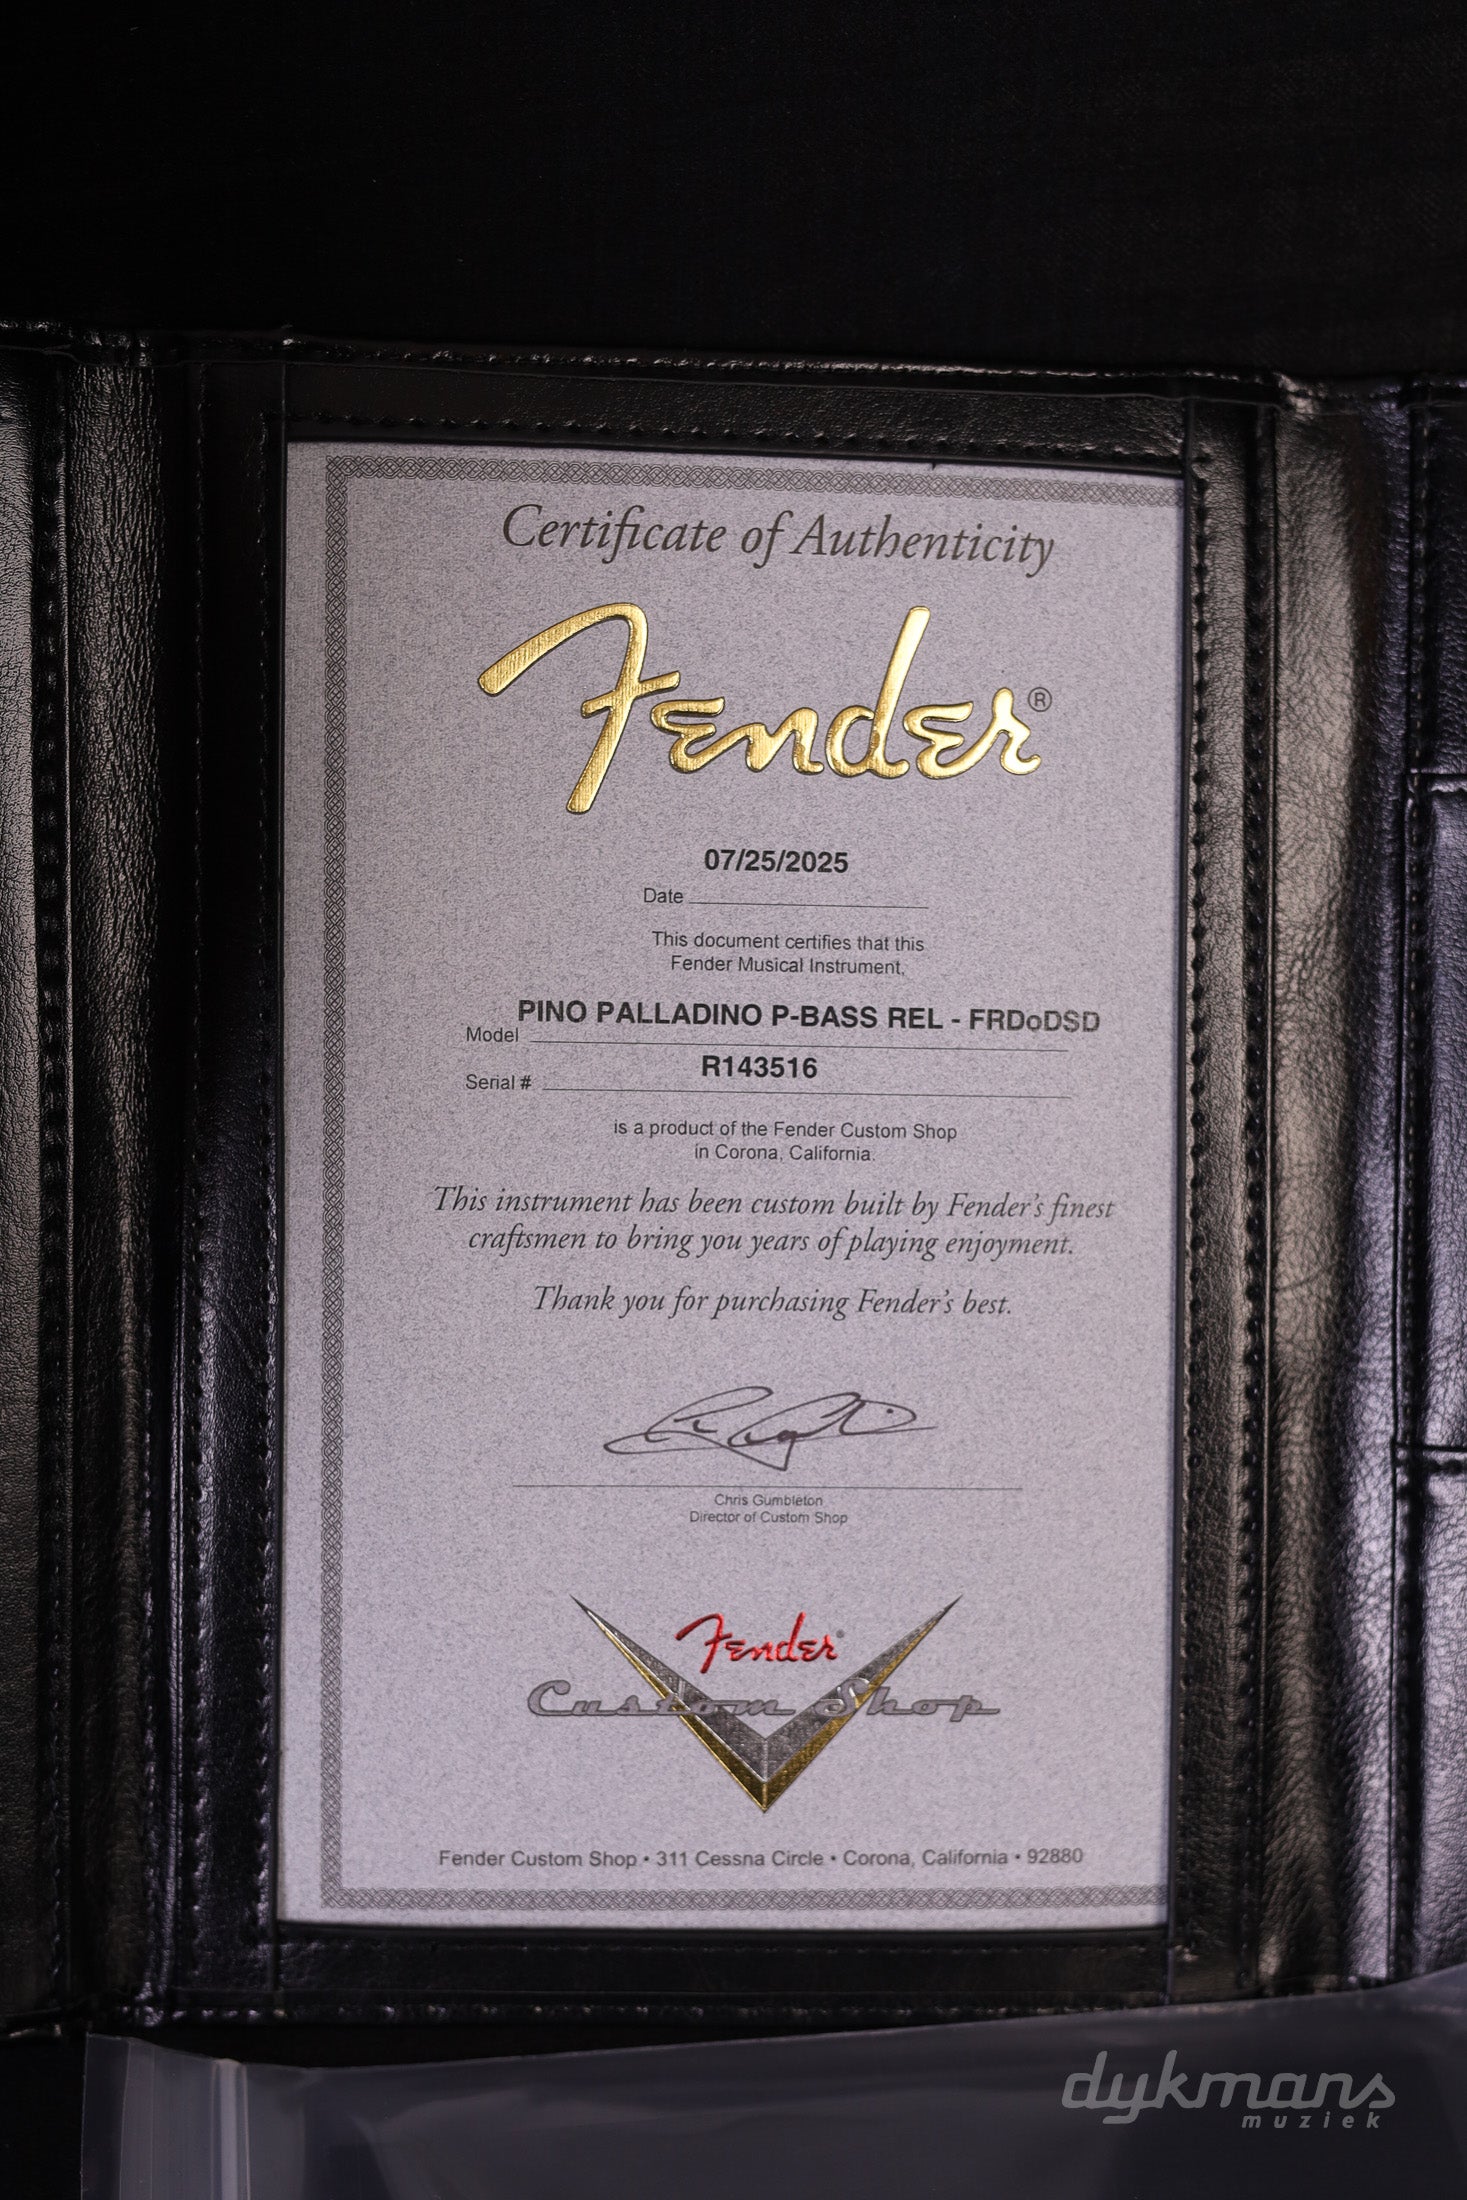 Certificate of Authenticity
Fender®
07/25/2025
Date
This document certifies that this
Fender Musical Instrument,
PINO PALLADINO P-BASS REL - FRDoDSD
Model
R143516
Serial #
is a product of the Fender Custom Shop
in Corona, California.
This instrument has been custom built by Fender's finest
craftsmen to bring you years of playing enjoyment.
Thank you for purchasing Fender's best.
Chris Gumbleton
Director of Custom Shop
Fender®
Custom Shop
Fender Custom Shop • 311 Cessna Circle • Corona, California • 92880
dykmans
muziek